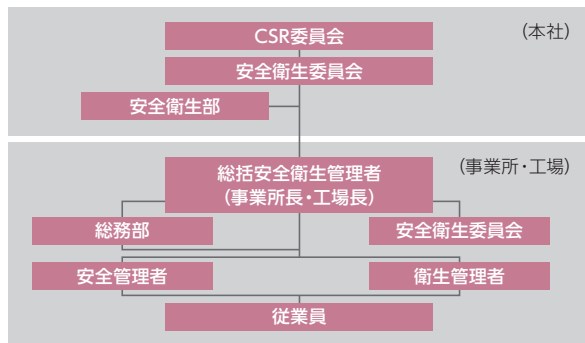 CSR委員会
(本社)
安全衛生委員会
安全衛生部
総括安全衛生管理者
(事業所長・工場長)
(事業所・工場)
総務部
安全衛生委員会
安全管理者
衛生管理者
従業員